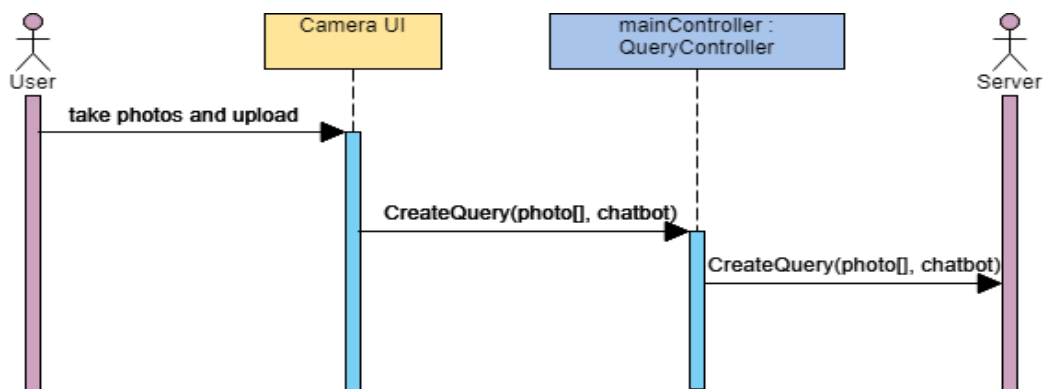 Camera UI
mainController :
QueryController
User
Server
take photos and upload
CreateQuery(photo[], chatbot)
CreateQuery(photo[], chatbot)